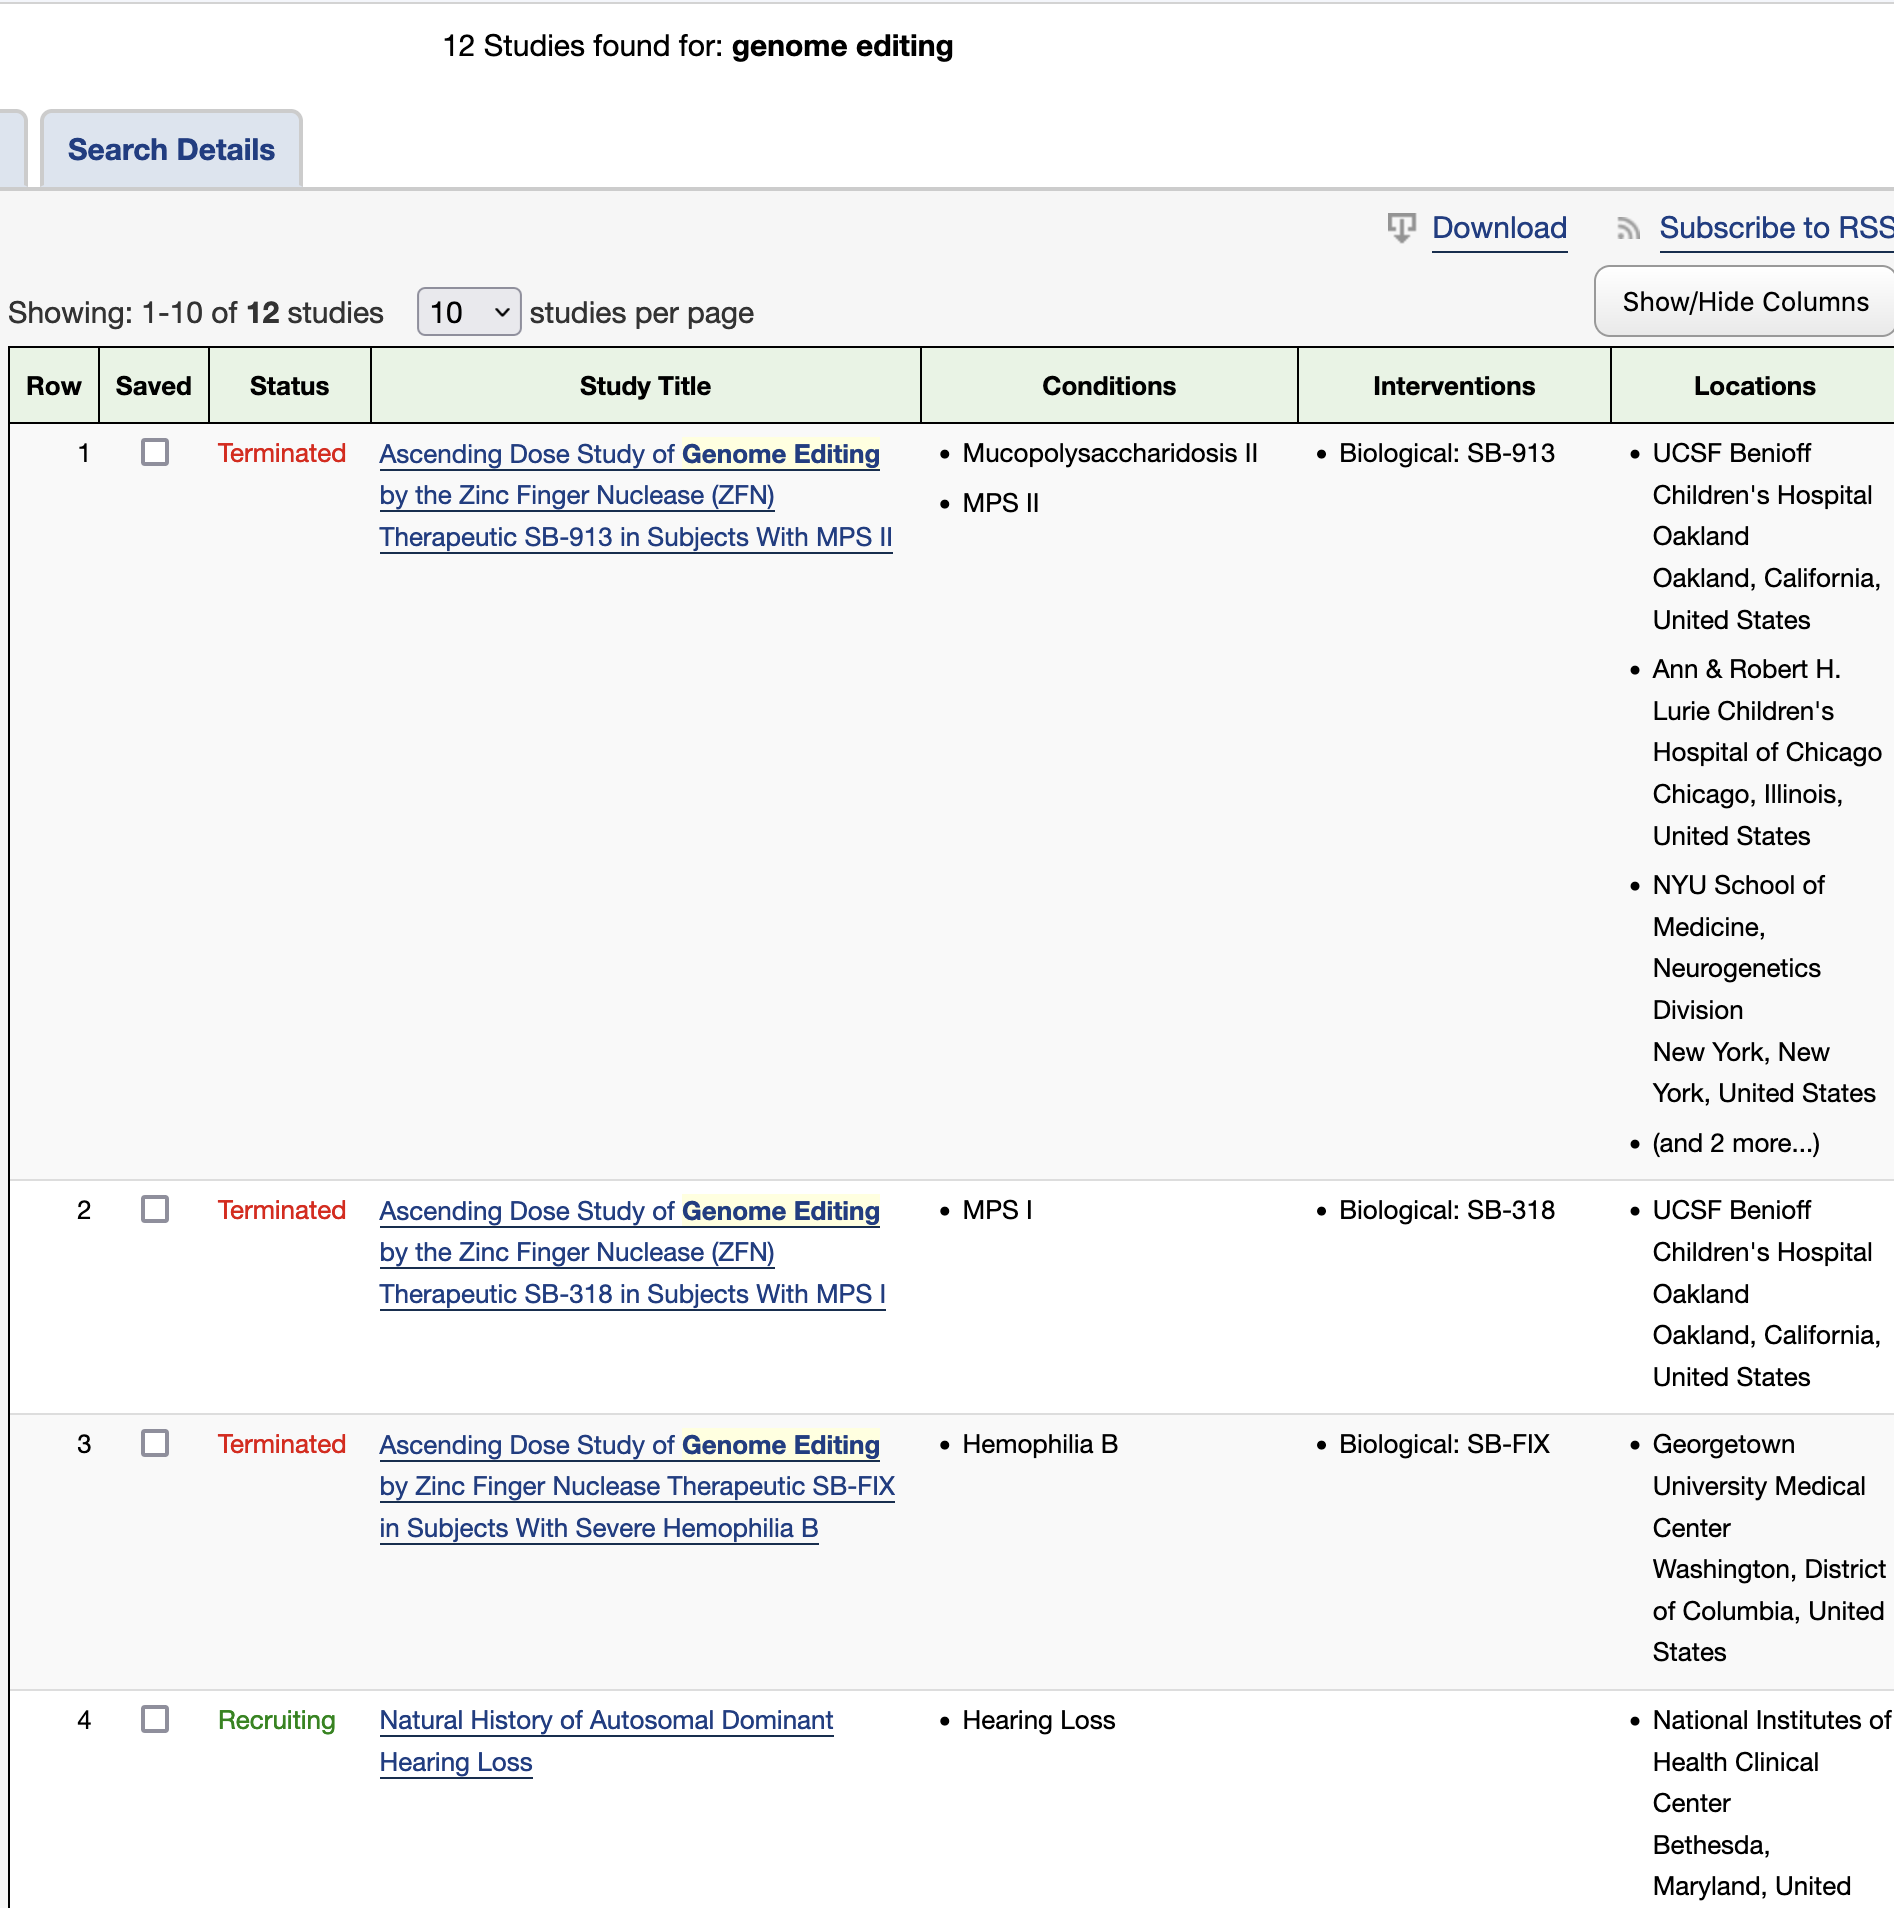 12 Studies found for: genome editing
Search Details
Download
Subscribe to RSS
Showing: 1-10 of 12 studies
10
studies per page
Show/Hide Columns
Row
Saved
Status
Study Title
Conditions
Interventions
Locations
1
Terminated
Ascending Dose Study of Genome Editing
by the Zinc Finger Nuclease (ZFN)
Therapeutic SB-913 in Subjects With MPS II
• Mucopolysaccharidosis II
• MPS II
• Biological: SB-913
• UCSF Benioff
Children's Hospital
Oakland
Oakland, California,
United States
• Ann & Robert H.
Lurie Children's
Hospital of Chicago
Chicago, Illinois,
United States
• NYU School of
Medicine,
Neurogenetics
Division
New York, New
York, United States
• (and 2 more...)
2
Terminated
Ascending Dose Study of Genome Editing
by the Zinc Finger Nuclease (ZFN)
Therapeutic SB-318 in Subjects With MPS I
• MPS I
• Biological: SB-318
• UCSF Benioff
Children's Hospital
Oakland
Oakland, California,
United States
3
Terminated
Ascending Dose Study of Genome Editing
by Zinc Finger Nuclease Therapeutic SB-FIX
in Subjects With Severe Hemophilia B
• Hemophilia B
• Biological: SB-FIX
• Georgetown
University Medical
Center
Washington, District
of Columbia, United
States
4
Recruiting
Natural History of Autosomal Dominant
Hearing Loss
• Hearing Loss
• National Institutes of
Health Clinical
Center
Bethesda,
Maryland, United